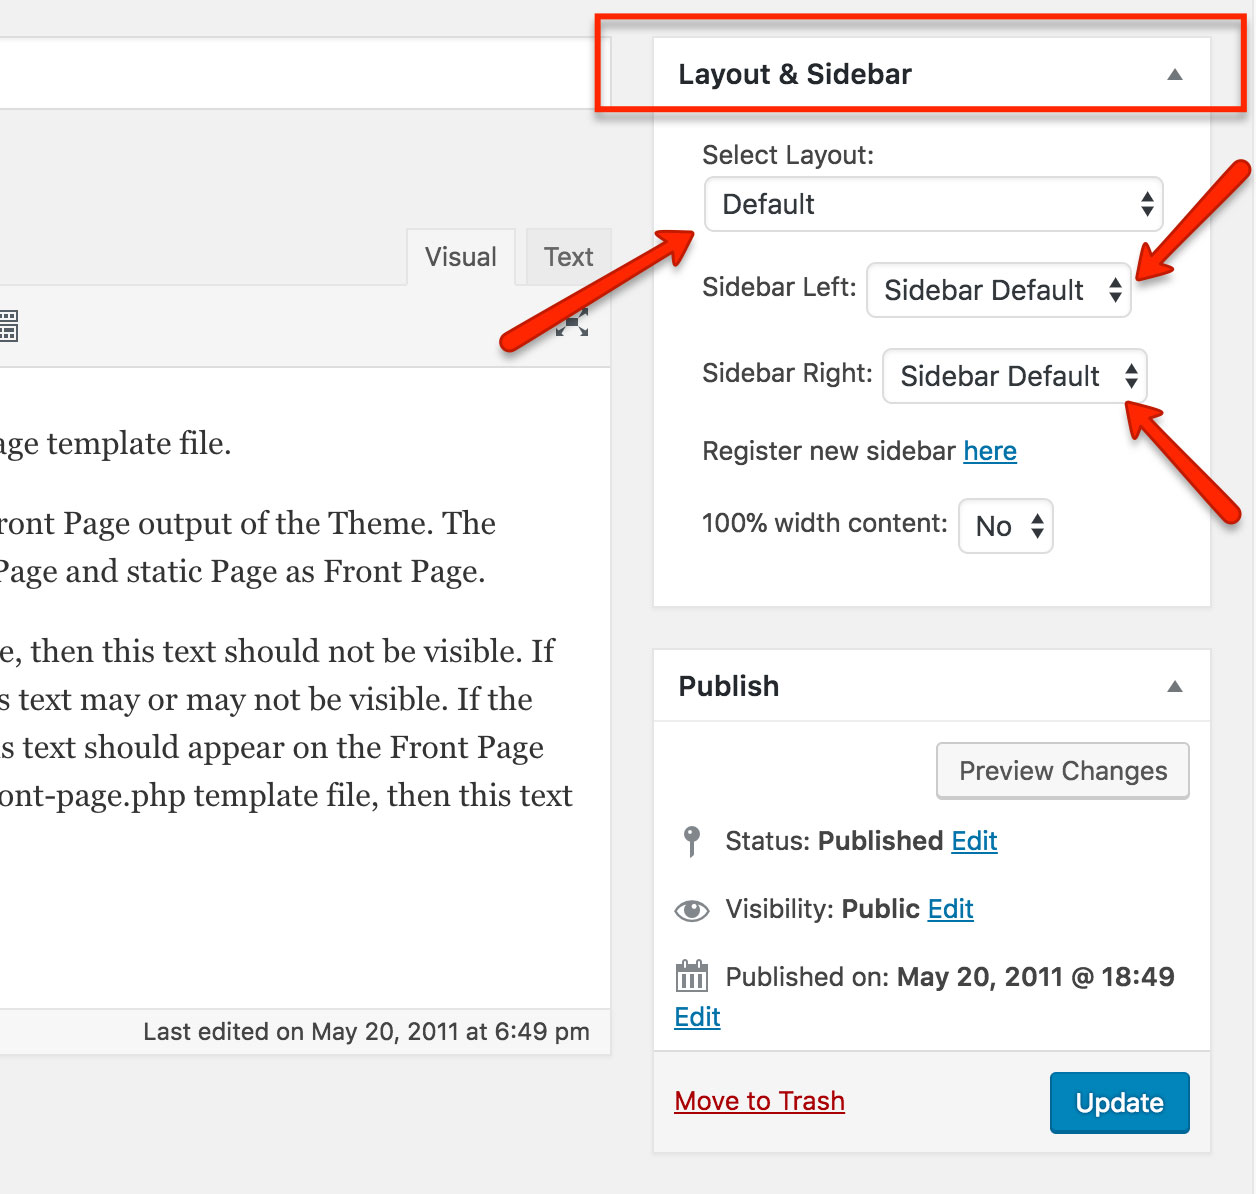 Layout & Sidebar
Select Layout:
Default
Visual
Text
Sidebar Left: Sidebar Default
Sidebar Right: Sidebar Default
Register new sidebar here
100% width content: No
age template file.
ront Page output of the Theme. The
Page and static Page as Front Page.
e, then this text should not be visible. If
s text may or may not be visible. If the
s text should appear on the Front Page
ont-page.php template file, then this text
Last edited on May 20, 2011 at 6:49 pm
Publish
Preview Changes
Status: Published Edit
Visibility: Public Edit
Published on: May 20, 2011 @ 18:49
Edit
Move to Trash
Update